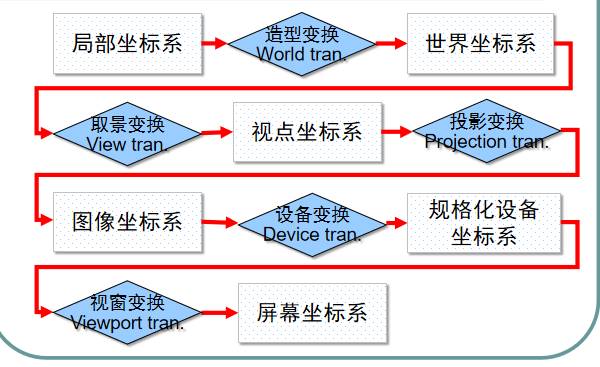 局部坐标系
造型变换
World tran.
世界坐标系
取景变换
View tran.
视点坐标系
投影变换
Projection tran.
图像坐标系
设备变换
Device tran.
规格化设备
坐标系
视窗变换
Viewport tran.
屏幕坐标系